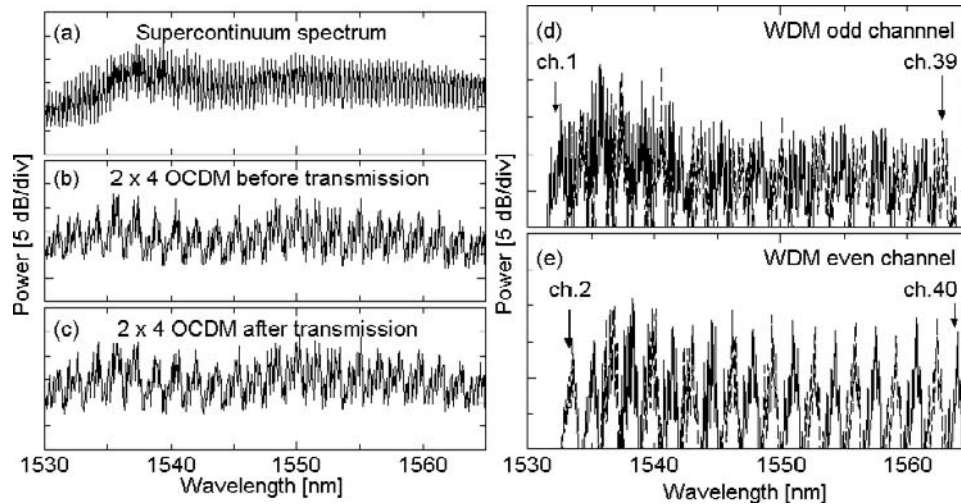 (a)
Supercontinuum spectrum
(b)
2 x 4 OCDM before transmission
(c)
2 x 4 OCDM after transmission
Power [5 dB/div)
1530 1540 1550 1560
Wavelength [nm]
(d)
WDM odd channnel
ch.1
ch.39
(e)
WDM even channel
ch.2
ch.40
Power [5 dB/div)
1530 1540 1550 1560
Wavelength [nm]